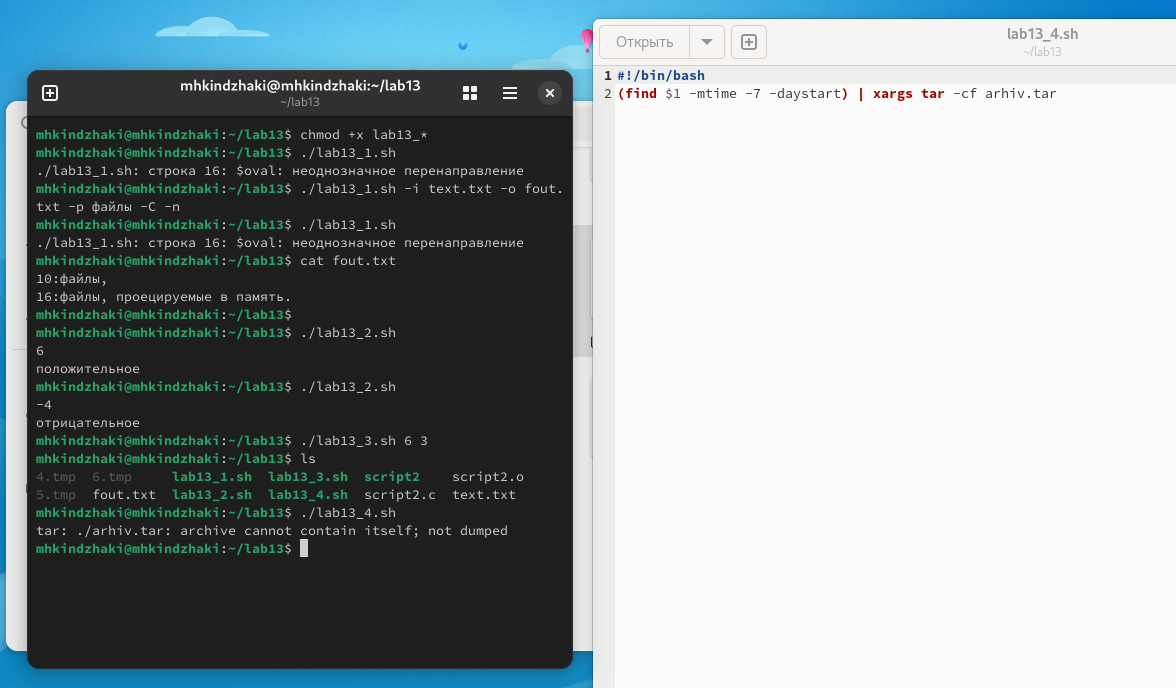 mhkindzhaki@mhkindzhaki:~/lab13
~/lab13
mhkindzhaki@mhkindzhaki:~/lab13$ chmod +x lab13_*
mhkindzhaki@mhkindzhaki:~/lab13$ ./lab13_1.sh
./lab13_1.sh: строка 16: $oval: неоднозначное перенаправление
mhkindzhaki@mhkindzhaki:~/lab13$ ./lab13_1.sh -i text.txt -o fout.
txt -p файлы -C -n
mhkindzhaki@mhkindzhaki:~/lab13$ ./lab13_1.sh
./lab13_1.sh: строка 16: $oval: неоднозначное перенаправление
mhkindzhaki@mhkindzhaki:~/lab13$ cat fout.txt
10:файлы,
16:файлы, проецируемые в память.
mhkindzhaki@mhkindzhaki:~/lab13$
mhkindzhaki@mhkindzhaki:~/lab13$ ./lab13_2.sh
6
положительное
mhkindzhaki@mhkindzhaki:~/lab13$ ./lab13_2.sh
-4
отрицательное
mhkindzhaki@mhkindzhaki:~/lab13$ ./lab13_3.sh 6 3
mhkindzhaki@mhkindzhaki:~/lab13$ ls
4.tmp 6.tmp lab13_1.sh lab13_3.sh script2 script2.o
5.tmp fout.txt lab13_2.sh lab13_4.sh script2.c text.txt
mhkindzhaki@mhkindzhaki:~/lab13$ ./lab13_4.sh
tar: ./arhiv.tar: archive cannot contain itself; not dumped
mhkindzhaki@mhkindzhaki:~/lab13$
Открыть
lab13_4.sh
~/lab13
1 #!/bin/bash
2 (find $1 -mtime -7 -daystart) | xargs tar -cf arhiv.tar